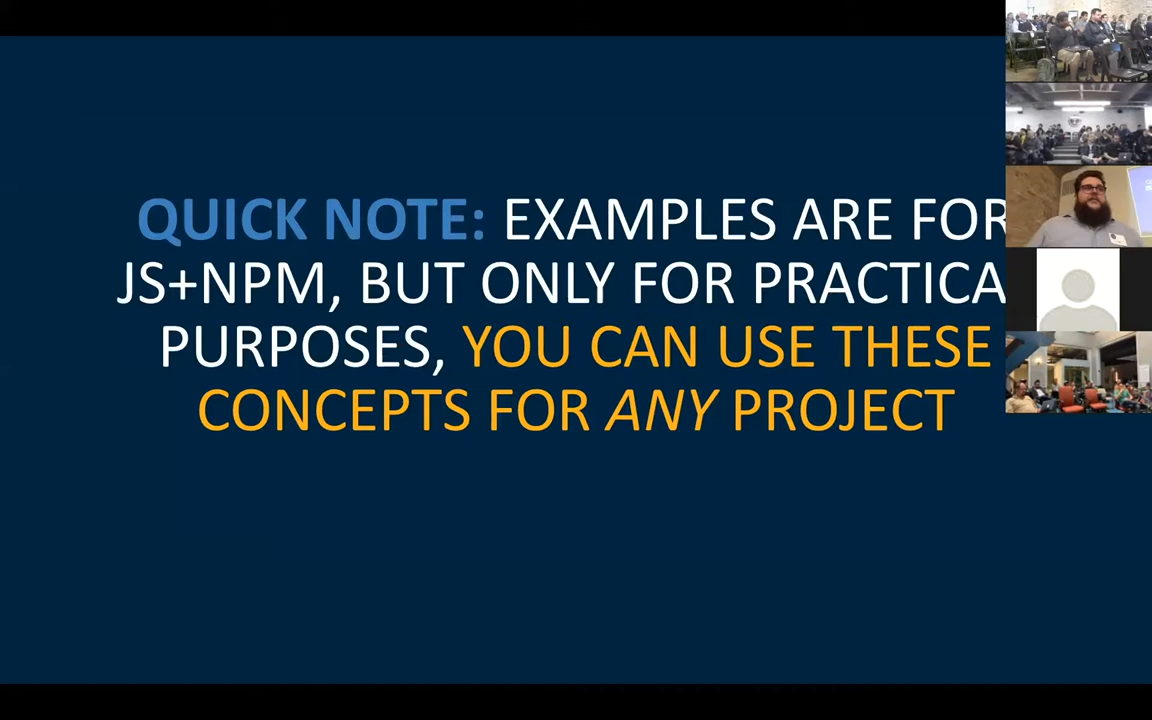 QUICK NOTE: EXAMPLES ARE FOR
JS+NPM, BUT ONLY FOR PRACTICA
PURPOSES, YOU CAN USE THESE
CONCEPTS FOR ANY PROJECT